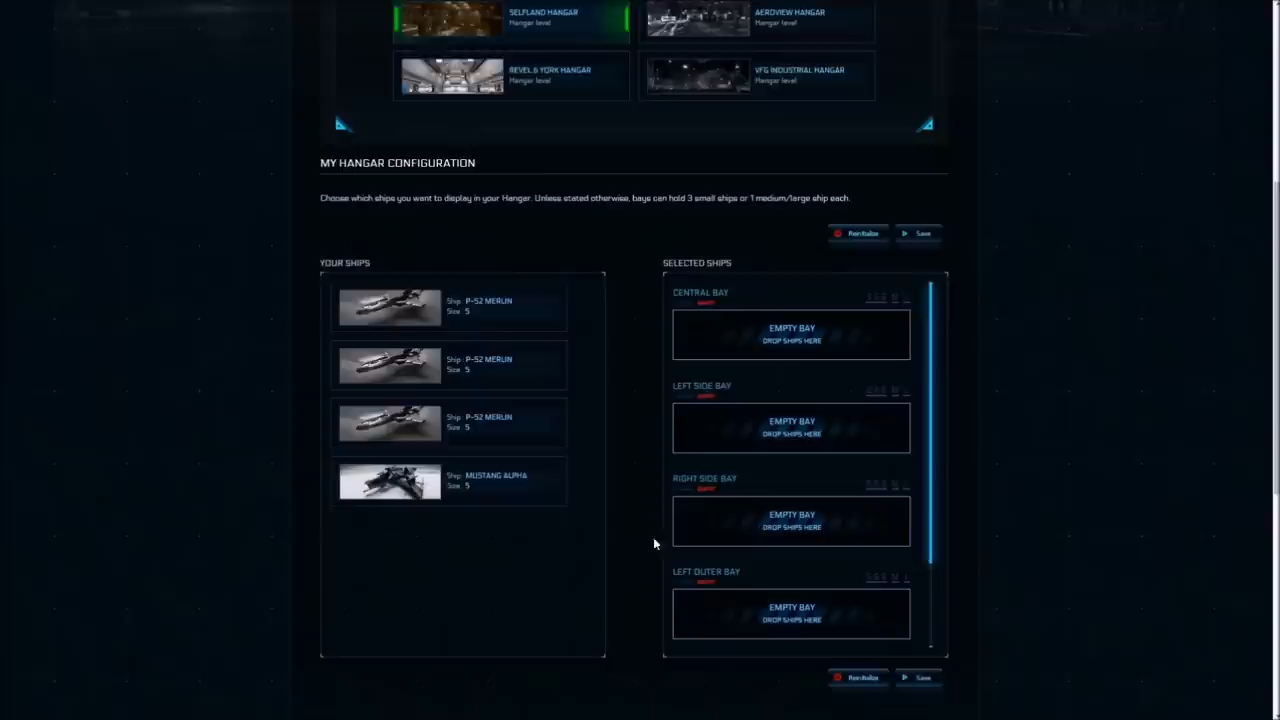 SELFLAND HANGAR
Hangar level
AEROVIEW HANGAR
Hangar level
REVEL & YORK HANGAR
Hangar level
VFG INDUSTRIAL HANGAR
Hangar level
MY HANGAR CONFIGURATION
Choose which ships you want to display in your Hangar. Unless stated otherwise, bays can hold 3 small ships or 1 medium/large ship each.
Reinitialize
Save
YOUR SHIPS
Ship P-52 MERLIN
Size 5
Ship P-52 MERLIN
Size 5
Ship P-52 MERLIN
Size 5
Ship MUSTANG ALPHA
Size 5
SELECTED SHIPS
CENTRAL BAY
EMPTY BAY
DROP SHIPS HERE
LEFT SIDE BAY
EMPTY BAY
DROP SHIPS HERE
RIGHT SIDE BAY
EMPTY BAY
DROP SHIPS HERE
LEFT OUTER BAY
EMPTY BAY
DROP SHIPS HERE
Reinitialize
Save